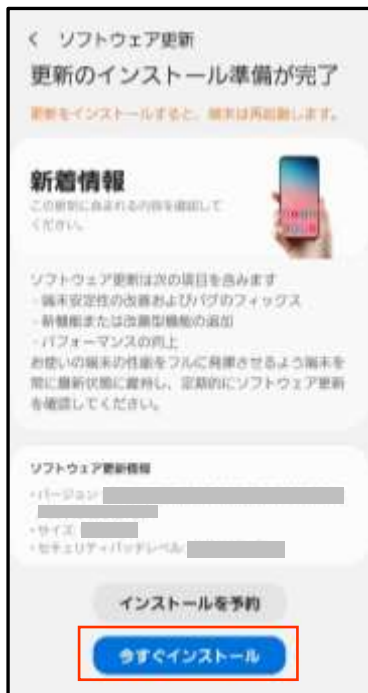 < ソフトウェア更新
更新のインストール準備が完了
更新をインストールすると、端末は再起動します。
新着情報
この更新に含まれる内容を確認して
ください。
ソフトウェア更新は次の項目を含みます
- 端末安定性の改善およびバグのフィックス
- 新機能または改善型機能の追加
- パフォーマンスの向上
お使いの端末の性能をフルに発揮させるよう端末を
常に最新状態に維持し、定期的にソフトウェア更新
を確認してください。
ソフトウェア更新情報
・バージョン:
・サイズ:
・セキュリティパッチレベル:
インストールを予約
今すぐインストール